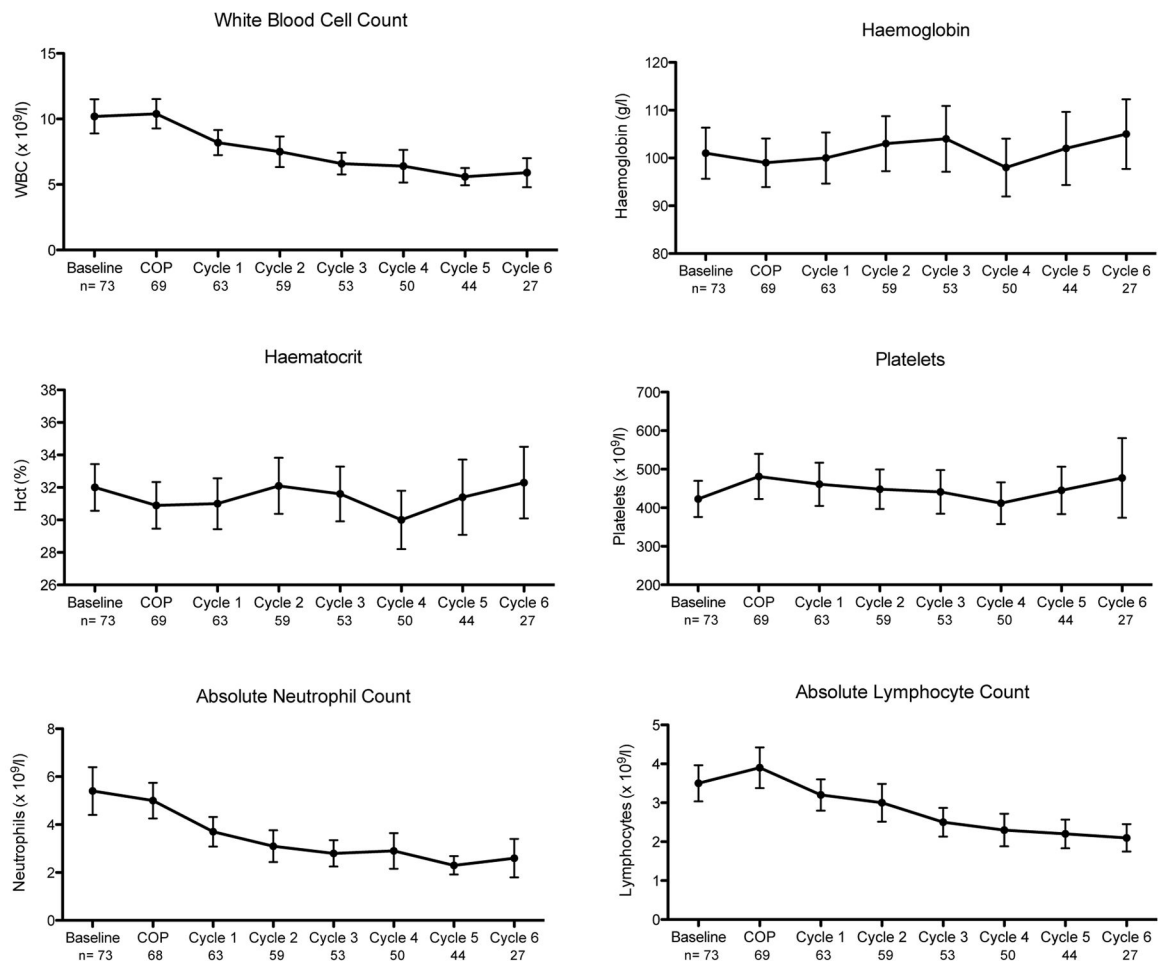 White Blood Cell Count
WBC (x 10⁹/l)
15
10
5
0
Baseline COP Cycle 1 Cycle 2 Cycle 3 Cycle 4 Cycle 5 Cycle 6
n= 73 69 63 59 53 50 44 27
Haemoglobin
Haemoglobin (g/l)
120
110
100
90
80
Baseline COP Cycle 1 Cycle 2 Cycle 3 Cycle 4 Cycle 5 Cycle 6
n= 73 69 63 59 53 50 44 27
Haematocrit
Hct (%)
38
36
34
32
30
28
26
Baseline COP Cycle 1 Cycle 2 Cycle 3 Cycle 4 Cycle 5 Cycle 6
n= 73 69 63 59 53 50 44 27
Platelets
Platelets (x 10⁹/l)
700
600
500
400
300
200
Baseline COP Cycle 1 Cycle 2 Cycle 3 Cycle 4 Cycle 5 Cycle 6
n= 73 69 63 59 53 50 44 27
Absolute Neutrophil Count
Neutrophils (x 10⁹/l)
8
6
4
2
0
Baseline COP Cycle 1 Cycle 2 Cycle 3 Cycle 4 Cycle 5 Cycle 6
n= 73 68 63 59 53 50 44 27
Absolute Lymphocyte Count
Lymphocytes (x 10⁹/l)
5
4
3
2
1
0
Baseline COP Cycle 1 Cycle 2 Cycle 3 Cycle 4 Cycle 5 Cycle 6
n= 73 69 63 59 53 50 44 27